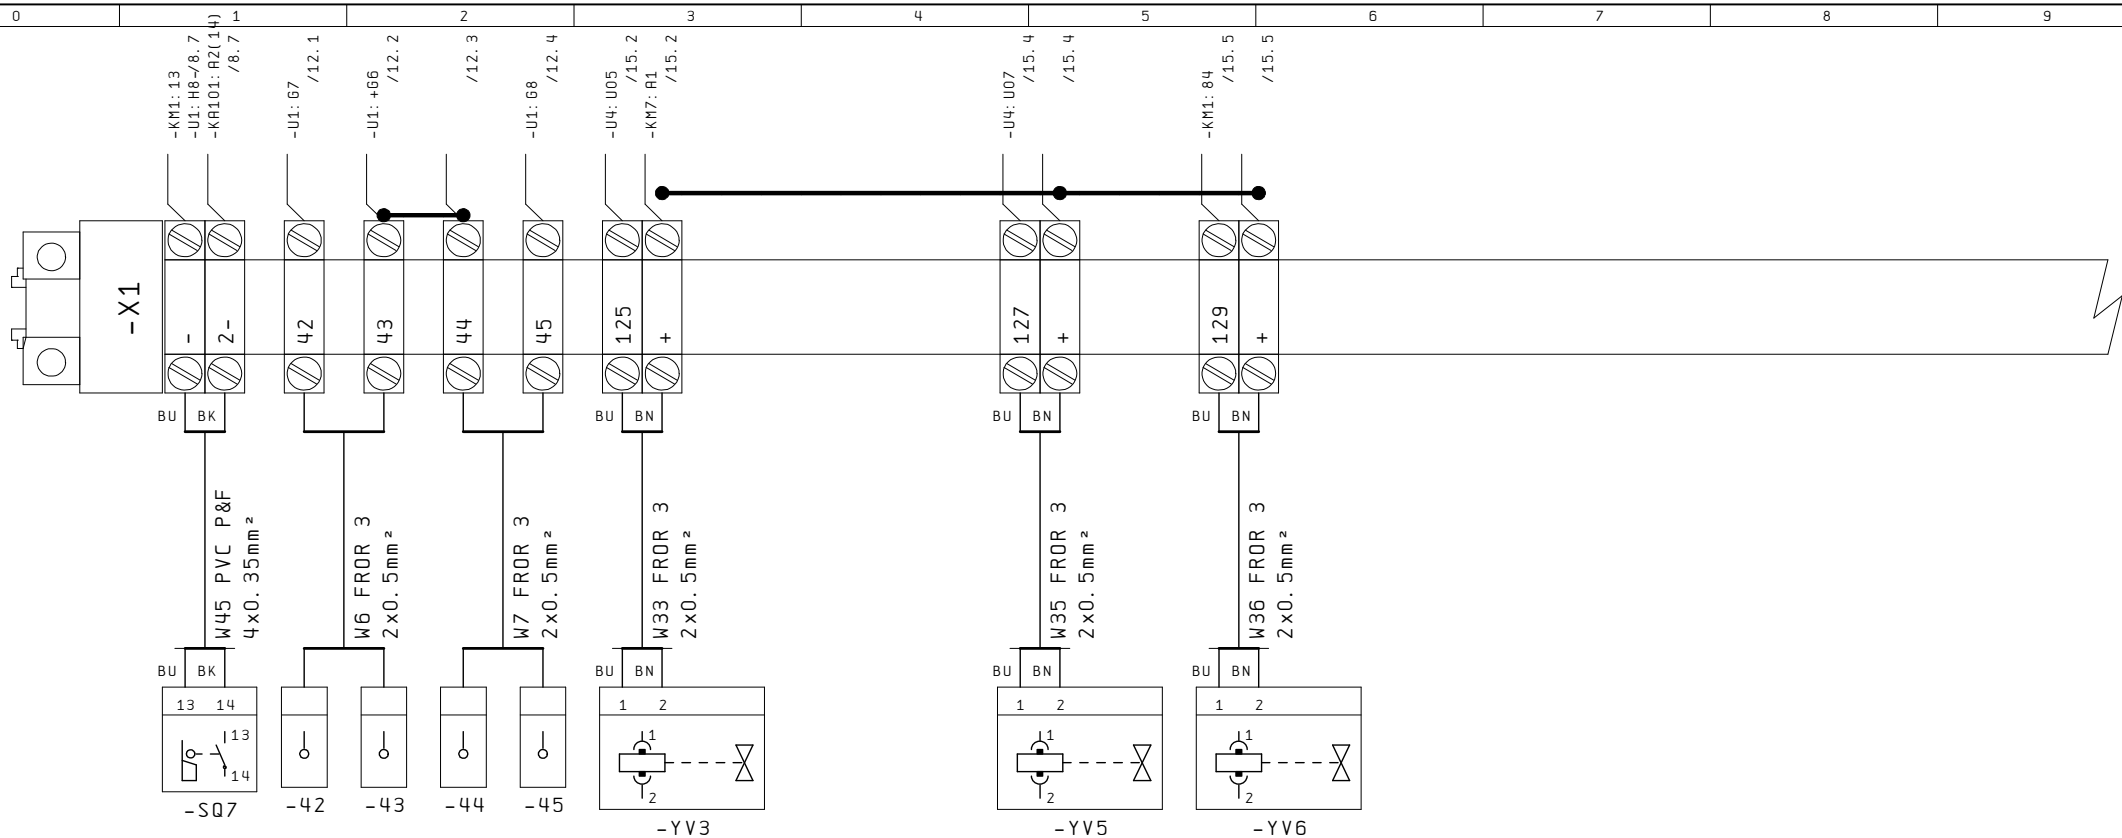 0 1 2 3 4 5 6 7 8 9
-KM1:13
-U1:H8-/8.7
-KA101:A2(14)
/8.7
-U1:G7
/12.1
-U1:+G6
/12.2
/12.3
-U1:G8
/12.4
-U4:U05
/15.2
-KM7:A1
/15.2
-U4:U07
/15.4
/15.4
-KM1:84
/15.5
/15.5
-X1
- 2- 42 43 44 45 125 + 127 + 129 +
BU BK BU BN BU BN BU BN
W45 PVC P&F
4x0.35mm²
W6 FROR 3
2x0.5mm²
W7 FROR 3
2x0.5mm²
W33 FROR 3
2x0.5mm²
W35 FROR 3
2x0.5mm²
W36 FROR 3
2x0.5mm²
BU BK BU BN BU BN BU BN
13 14 1 2 1 2 1 2
13 1 1 1
14 2 2 2
-SQ7 -42 -43 -44 -45 -YV3 -YV5 -YV6